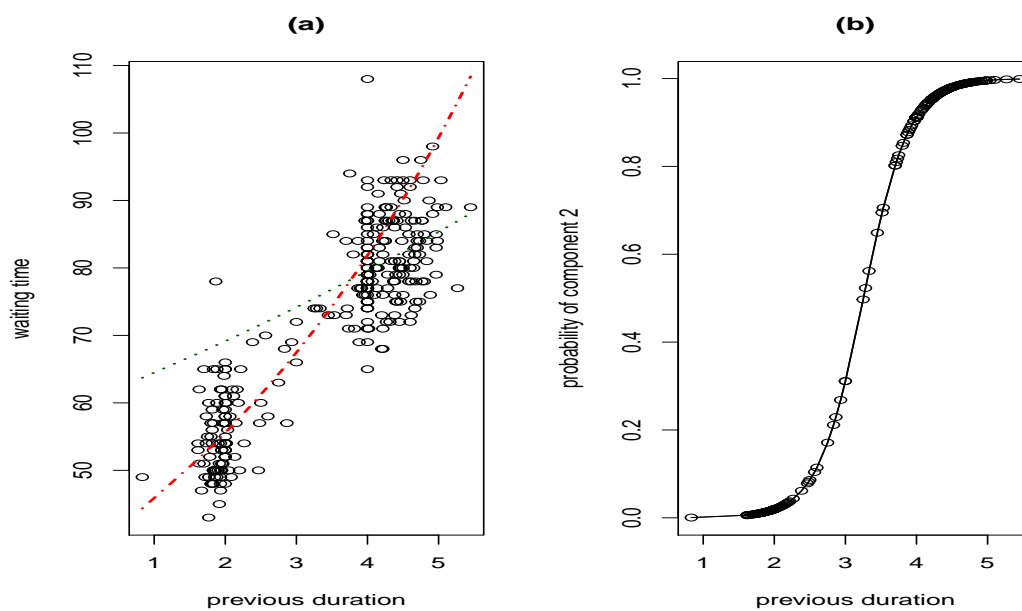 (a)
110
100
90
80
70
60
50
waiting time
1 2 3 4 5
previous duration
(b)
1.0
0.8
0.6
0.4
0.2
0.0
probability of component 2
1 2 3 4 5
previous duration